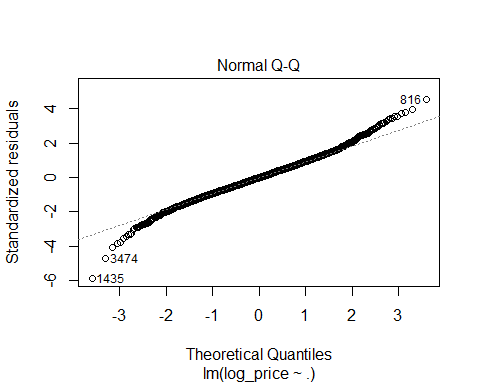 Normal Q-Q
Standardized residuals
4
2
0
-2
-4
-6
816
3474
1435
-3 -2 -1 0 1 2 3
Theoretical Quantiles
lm(log_price ~ .)